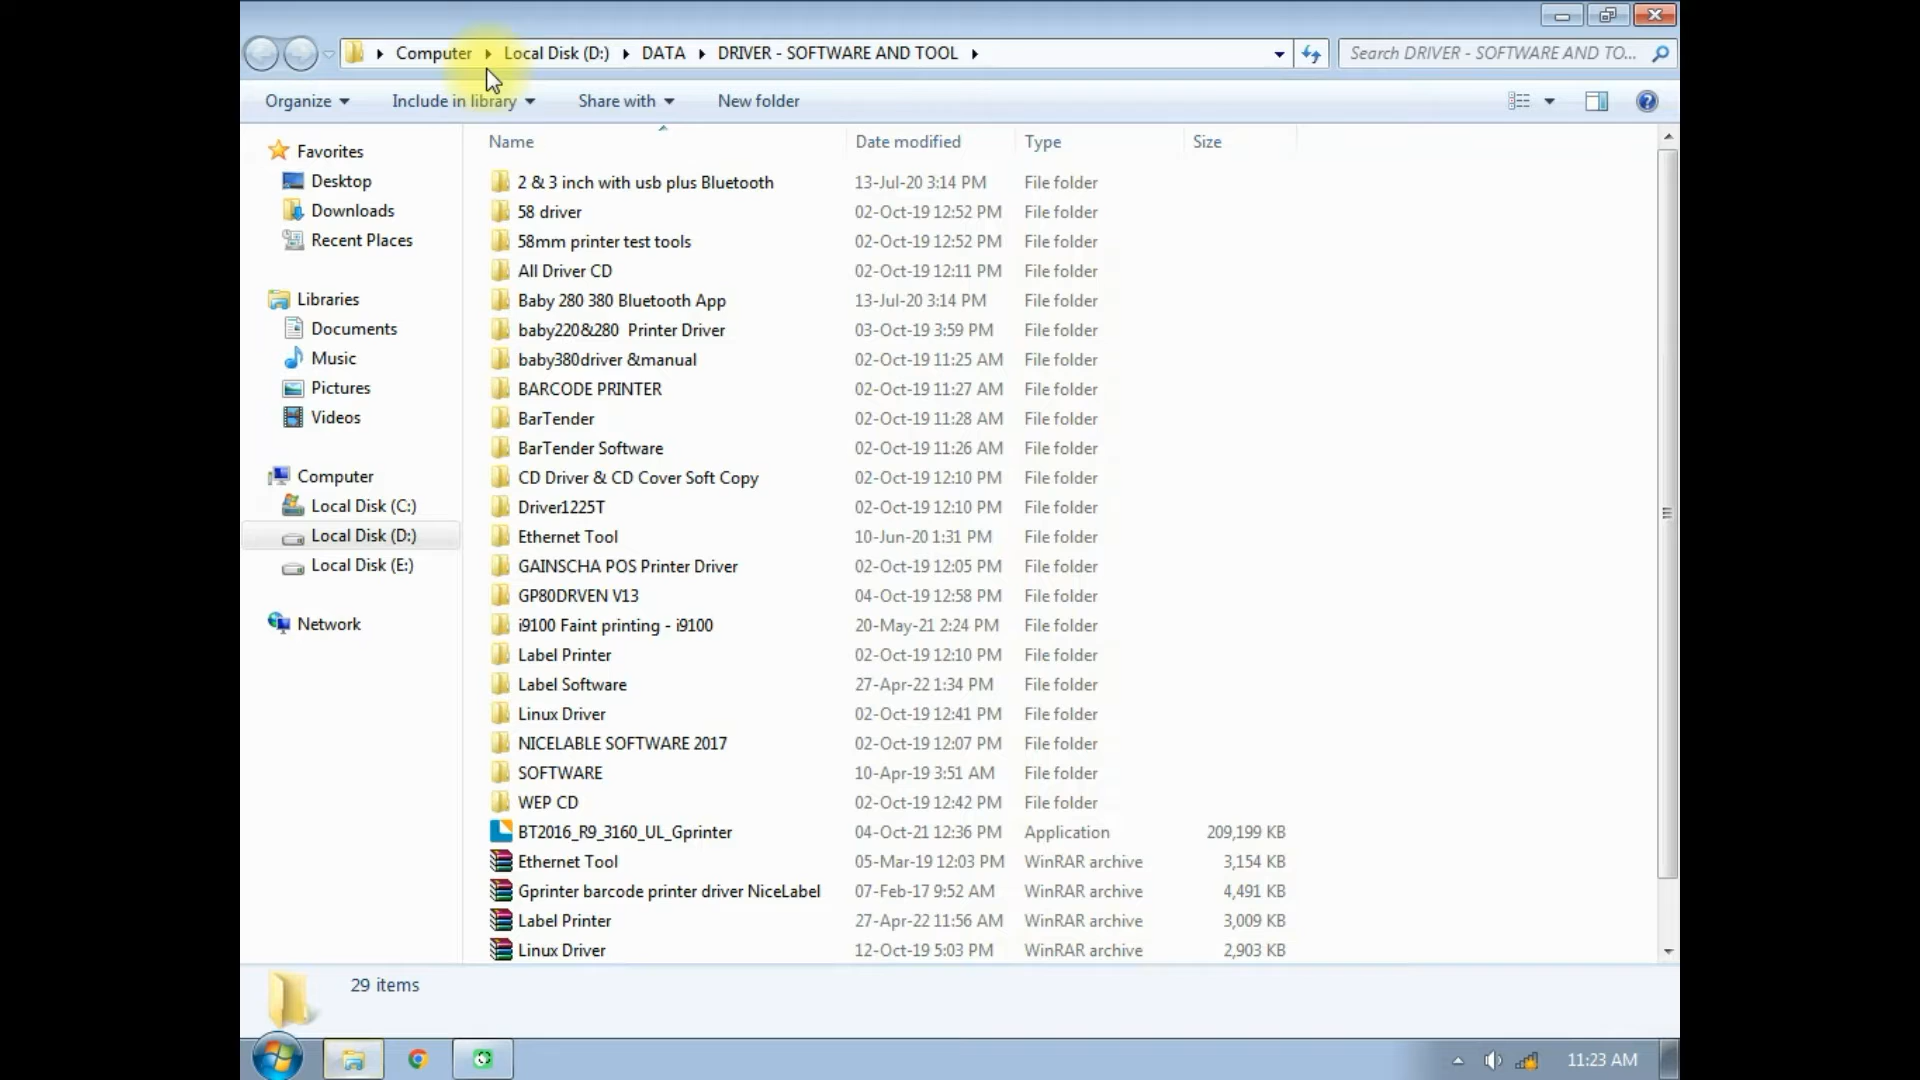 Computer Local Disk (D:) DATA DRIVER - SOFTWARE AND TOOL
Search DRIVER - SOFTWARE AND TO...
Organize Include in library Share with New folder
Favorites
Desktop
Downloads
Recent Places
Libraries
Documents
Music
Pictures
Videos
Computer
Local Disk (C:)
Local Disk (D:)
Local Disk (E:)
Network
Name Date modified Type Size
2 & 3 inch with usb plus Bluetooth 13-Jul-20 3:14 PM File folder
58 driver 02-Oct-19 12:52 PM File folder
58mm printer test tools 02-Oct-19 12:52 PM File folder
All Driver CD 02-Oct-19 12:11 PM File folder
Baby 280 380 Bluetooth App 13-Jul-20 3:14 PM File folder
baby220&280  Printer Driver 03-Oct-19 3:59 PM File folder
baby380driver &manual 02-Oct-19 11:25 AM File folder
BARCODE PRINTER 02-Oct-19 11:27 AM File folder
BarTender 02-Oct-19 11:28 AM File folder
BarTender Software 02-Oct-19 11:26 AM File folder
CD Driver & CD Cover Soft Copy 02-Oct-19 12:10 PM File folder
Driver1225T 02-Oct-19 12:10 PM File folder
Ethernet Tool 10-Jun-20 1:31 PM File folder
GAINSCHA POS Printer Driver 02-Oct-19 12:05 PM File folder
GP80DRVEN V13 04-Oct-19 12:58 PM File folder
i9100 Faint printing - i9100 20-May-21 2:24 PM File folder
Label Printer 02-Oct-19 12:10 PM File folder
Label Software 27-Apr-22 1:34 PM File folder
Linux Driver 02-Oct-19 12:41 PM File folder
NICELABLE SOFTWARE 2017 02-Oct-19 12:07 PM File folder
SOFTWARE 10-Apr-19 3:51 AM File folder
WEP CD 02-Oct-19 12:42 PM File folder
BT2016_R9_3160_UL_Gprinter 04-Oct-21 12:36 PM Application 209,199 KB
Ethernet Tool 05-Mar-19 12:03 PM WinRAR archive 3,154 KB
Gprinter barcode printer driver NiceLabel 07-Feb-17 9:52 AM WinRAR archive 4,491 KB
Label Printer 27-Apr-22 11:56 AM WinRAR archive 3,009 KB
Linux Driver 12-Oct-19 5:03 PM WinRAR archive 2,903 KB
29 items
11:23 AM